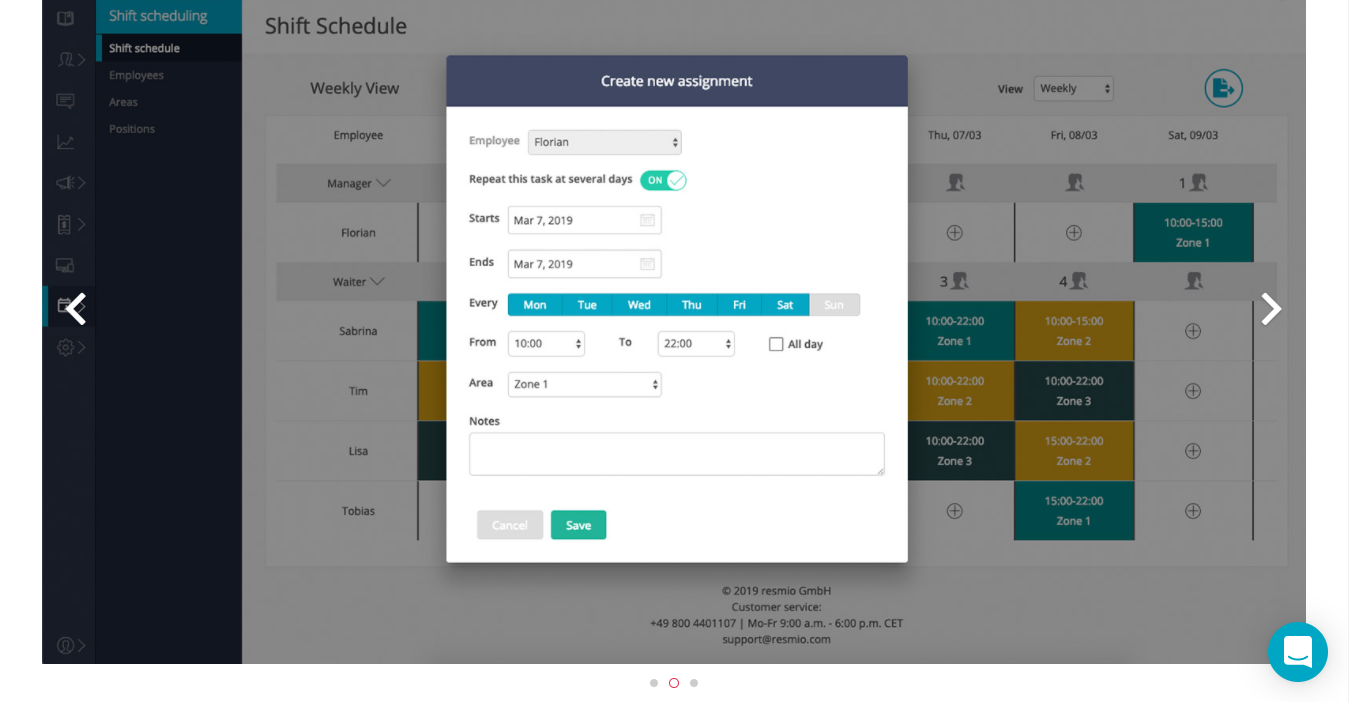 Shift scheduling
Shift schedule
Employees
Areas
Positions
Shift Schedule
Weekly View
View Weekly
Employee Thu, 07/03 Fri, 08/03 Sat, 09/03
Manager 1
Florian 10:00-15:00
Zone 1
Waiter 3 4
Sabrina 10:00-22:00 10:00-15:00
Zone 1 Zone 2
Tim 10:00-22:00 10:00-22:00
Zone 2 Zone 3
Lisa 10:00-22:00 15:00-22:00
Zone 3 Zone 2
Tobias 15:00-22:00
Zone 1
Create new assignment
Employee Florian
Repeat this task at several days ON
Starts Mar 7, 2019
Ends Mar 7, 2019
Every Mon Tue Wed Thu Fri Sat Sun
From 10:00 To 22:00 All day
Area Zone 1
Notes
Cancel Save
© 2019 resmio GmbH
Customer service:
+49 800 4401107 | Mo-Fr 9:00 a.m. - 6:00 p.m. CET
support@resmio.com